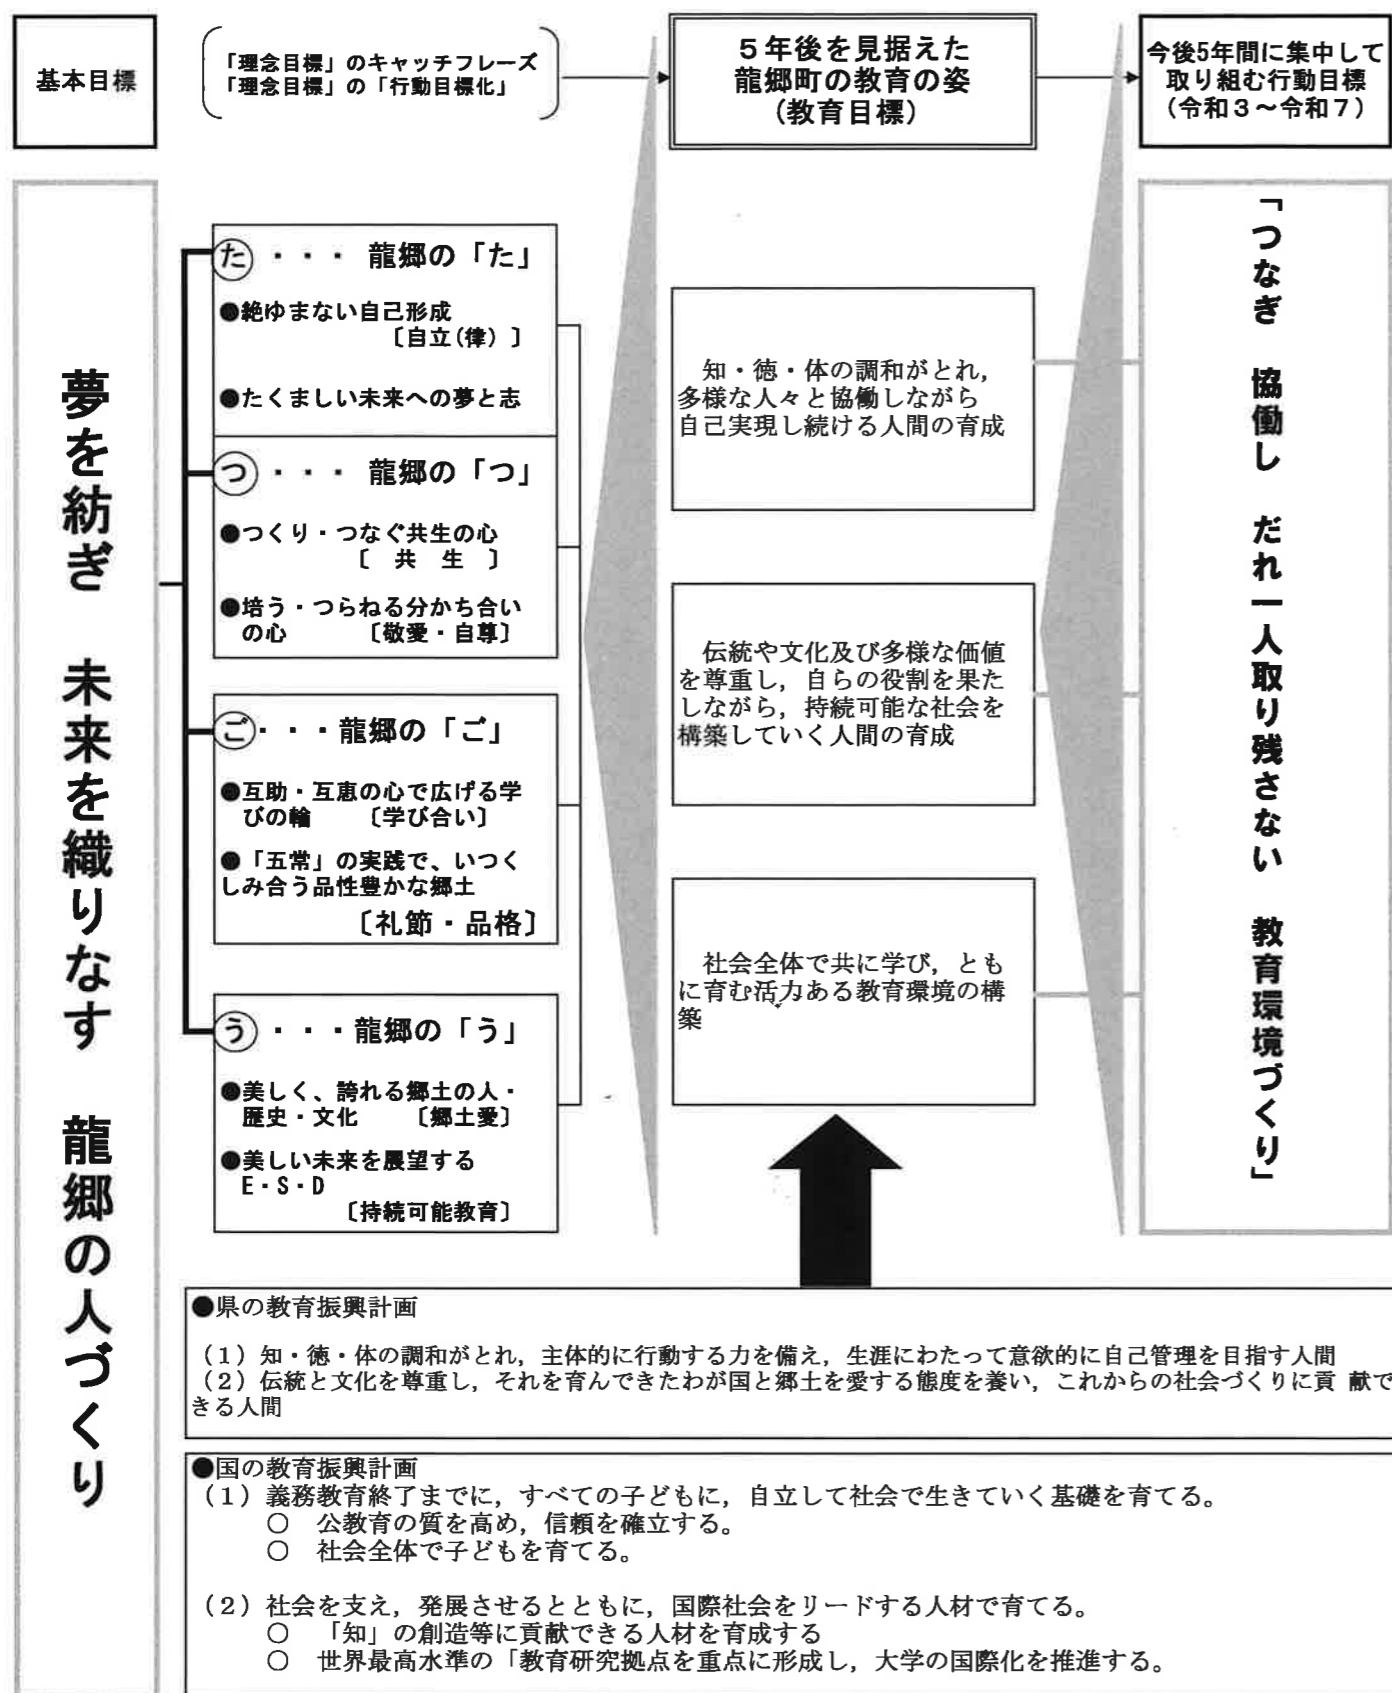 基本目標
「理念目標」のキャッチフレーズ
「理念目標」の「行動目標化」
５年後を見据えた
龍郷町の教育の姿
（教育目標）
今後5年間に集中して
取り組む行動目標
（令和３～令和７）
夢を紡ぎ　未来を織りなす　龍郷の人づくり
た・・・ 龍郷の「た」
●絶ゆまない自己形成
〔自立(律)〕
●たくましい未来への夢と志
つ・・・ 龍郷の「つ」
●つくり・つなぐ共生の心
〔 共 生 〕
●培う・つらねる分かち合い
の心 〔敬愛・自尊〕
ご・・・龍郷の「ご」
●互助・互恵の心で広げる学
びの輪 〔学び合い〕
●「五常」の実践で、いつく
しみ合う品性豊かな郷土
〔礼節・品格〕
う・・・龍郷の「う」
●美しく、誇れる郷土の人・
歴史・文化 〔郷土愛〕
●美しい未来を展望する
E・S・D
〔持続可能教育〕
知・徳・体の調和がとれ，
多様な人々と協働しながら
自己実現し続ける人間の育成
伝統や文化及び多様な価値
を尊重し，自らの役割を果た
しながら，持続可能な社会を
構築していく人間の育成
社会全体で共に学び，とも
に育む活力ある教育環境の構
築
「つなぎ　協働し　だれ一人取り残さない　教育環境づくり」
●県の教育振興計画
（１）知・徳・体の調和がとれ，主体的に行動する力を備え，生涯にわたって意欲的に自己管理を目指す人間
（２）伝統と文化を尊重し，それを育んできたわが国と郷土を愛する態度を養い，これからの社会づくりに貢 献で
きる人間
●国の教育振興計画
（１）義務教育終了までに，すべての子どもに，自立して社会で生きていく基礎を育てる。
○　公教育の質を高め，信頼を確立する。
○　社会全体で子どもを育てる。
（２）社会を支え，発展させるとともに，国際社会をリードする人材で育てる。
○　「知」の創造等に貢献できる人材を育成する
○　世界最高水準の「教育研究拠点を重点に形成し，大学の国際化を推進する。